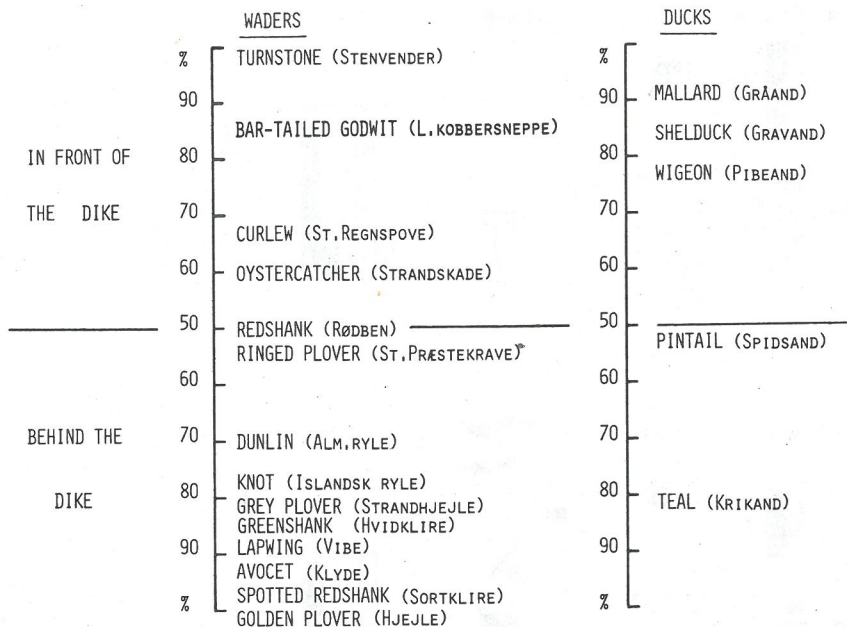 WADERS
DUCKS
% TURNSTONE (STENVENDER) %
90 MALLARD (GRÅAND) 90
BAR-TAILED GODWIT (L.KOBBERSNEPPE) SHELDUCK (GRAVAND)
IN FRONT OF 80 80
WIGEON (PIBEAND)
THE DIKE 70 70
CURLEW (ST.REGNSPOVE)
60 OYSTERCATCHER (STRANDSKADE) 60
50 REDSHANK (RØDBEN) 50
RINGED PLOVER (ST.PRÆSTEKRAVE) PINTAIL (SPIDSAND)
60 60
BEHIND THE 70 DUNLIN (ALM.RYLE) 70
KNOT (ISLANDSK RYLE)
DIKE 80 GREY PLOVER (STRANDHJEJLE) 80 TEAL (KRIKAND)
GREENSHANK (HVIDKLIRE)
90 LAPWING (VIBE) 90
AVOCET (KLYDE)
% SPOTTED REDSHANK (SORTKLIRE) %
GOLDEN PLOVER (HJEJLE)